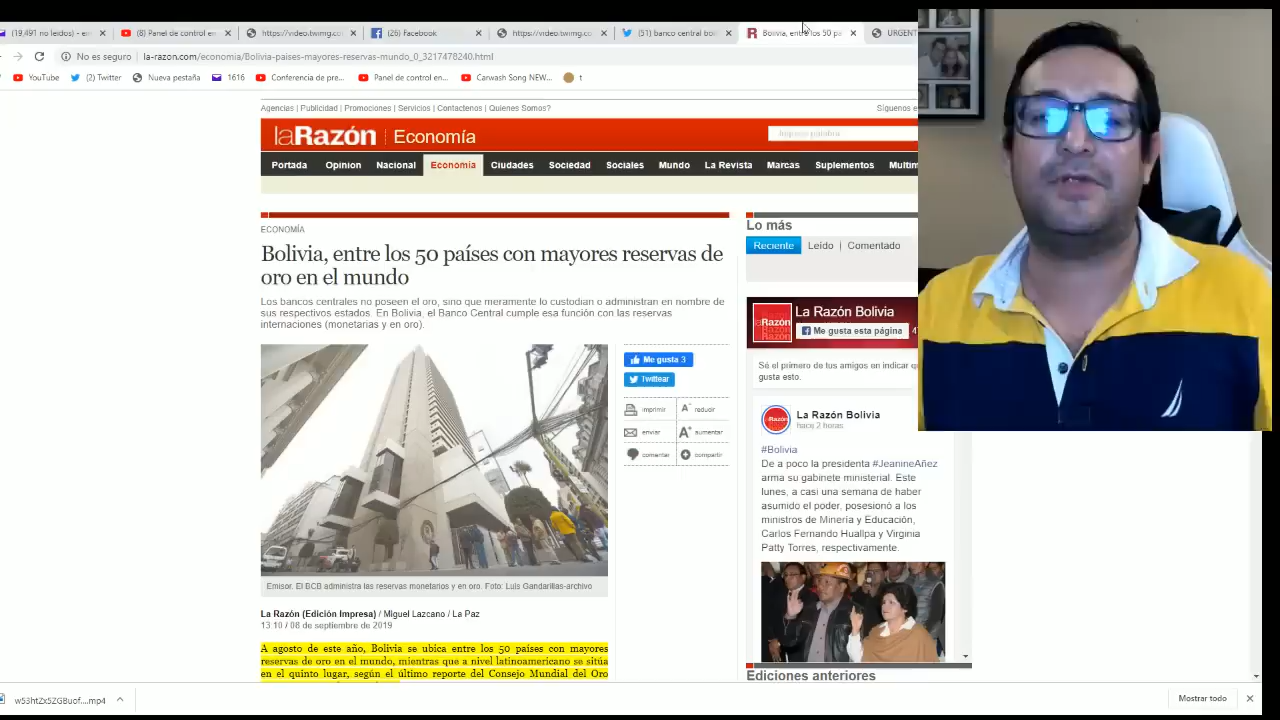 (19,491 no leidos) - en
(8) Panel de control en
https://video.twimg.co
(26) Facebook
https://video.twimg.co
(51) banco central boli
Bolivia, entre los 50 pa
URGENT
No es seguro | la-razon.com/economia/Bolivia-paises-mayores-reservas-mundo_0_3217478240.html
YouTube
(2) Twitter
Nueva pestaña
1616
Conferencia de pre...
Panel de control en...
Carwash Song NEW...
t
Agencias | Publicidad | Promociones | Servicios | Contactenos | Quienes Somos?
Síguenos e
laRazón Economía
Portada Opinion Nacional Economía Ciudades Sociedad Sociales Mundo La Revista Marcas Suplementos Multim
ECONOMÍA
Bolivia, entre los 50 países con mayores reservas de
oro en el mundo
Los bancos centrales no poseen el oro, sino que meramente lo custodian o administran en nombre de
sus respectivos estados. En Bolivia, el Banco Central cumple esa función con las reservas
internaciones (monetarias y en oro).
Me gusta 3
Twittear
imprimir
A- reducir
enviar
A+ aumentar
comentar
compartir
Emisor. El BCB administra las reservas monetarios y en oro. Foto: Luis Gandarillas-archivo
La Razón (Edición Impresa) / Miguel Lazcano / La Paz
13:10 / 08 de septiembre de 2019
A agosto de este año, Bolivia se ubica entre los 50 países con mayores
reservas de oro en el mundo, mientras que a nivel latinoamericano se sitúa
en el quinto lugar, según el último reporte del Consejo Mundial del Oro
Lo más
Reciente Leído | Comentado
laRazón
La Razón Bolivia
Me gusta esta página
Sé el primero de tus amigos en indicar qu
gusta esto.
La Razón Bolivia
hace 2 horas
#Bolivia
De a poco la presidenta #JeanineÁñez
arma su gabinete ministerial. Este
lunes, a casi una semana de haber
asumido el poder, posesionó a los
ministros de Minería y Educación,
Carlos Fernando Huallpa y Virginia
Patty Torres, respectivamente.
Ediciones anteriores
Mostrar todo